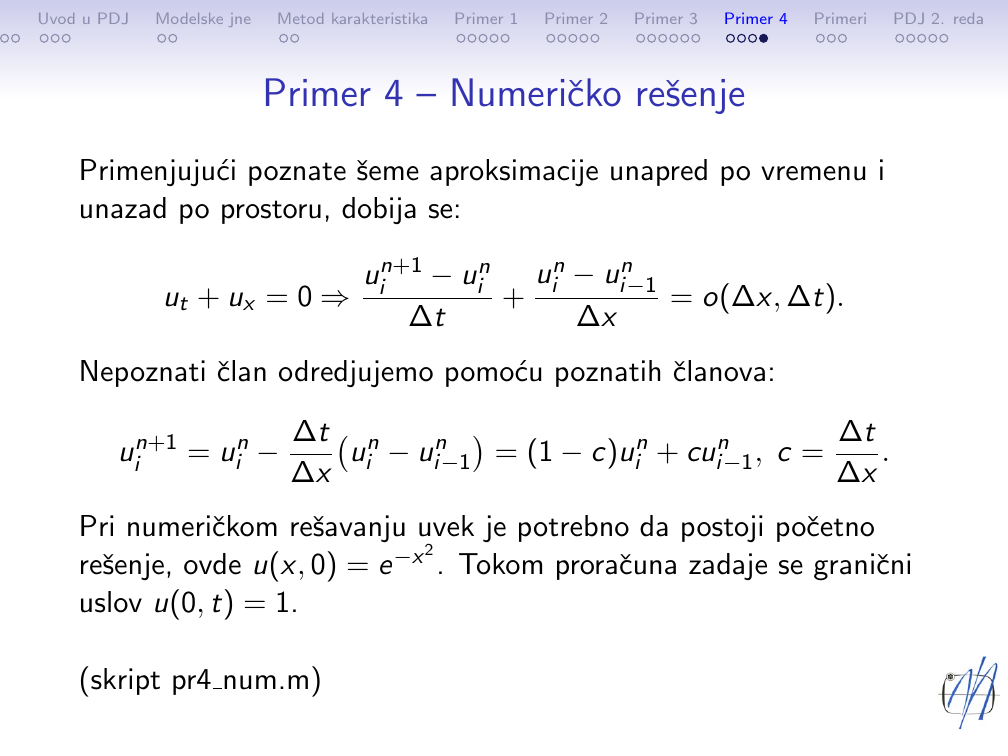 Uvod u PDJ Modelske jne Metod karakteristika Primer 1 Primer 2 Primer 3 Primer 4 Primeri PDJ 2. reda
Primer 4 – Numeričko rešenje
Primenjujući poznate šeme aproksimacije unapred po vremenu i
unazad po prostoru, dobija se:
$u_t + u_x = 0 \Rightarrow \frac{u_i^{n+1} - u_i^n}{\Delta t} + \frac{u_i^n - u_{i-1}^n}{\Delta x} = o(\Delta x, \Delta t).$
Nepoznati član odredjujemo pomoću poznatih članova:
$u_i^{n+1} = u_i^n - \frac{\Delta t}{\Delta x}\left(u_i^n - u_{i-1}^n\right) = (1 - c)u_i^n + cu_{i-1}^n, \; c = \frac{\Delta t}{\Delta x}.$
Pri numeričkom rešavanju uvek je potrebno da postoji početno
rešenje, ovde $u(x, 0) = e^{-x^2}$. Tokom proračuna zadaje se granični
uslov $u(0, t) = 1$.
(skript pr4_num.m)